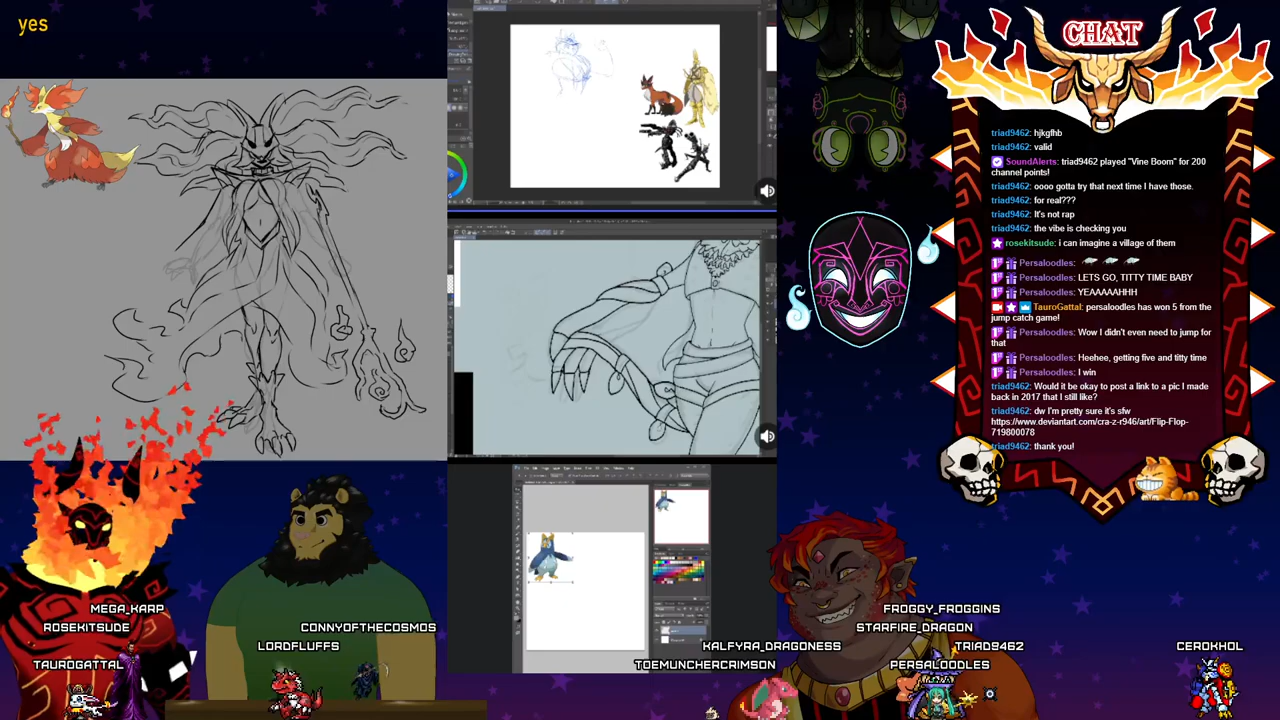 yes
CHAT
triad9462: hjkgfhb
triad9462: valid
SoundAlerts: triad9462 played "Vine Boom" for 200
channel points!
triad9462: oooo gotta try that next time I have those.
triad9462: for real???
triad9462: It's not rap
triad9462: the vibe is checking you
rosekitsude: i can imagine a village of them
Persaloodles:
Persaloodles: LETS GO, TITTY TIME BABY
Persaloodles: YEAAAAAHHH
TauroGattal: persaloodles has won 5 from the
jump catch game!
Persaloodles: Wow I didn't even need to jump for
that
Persaloodles: Heehee, getting five and titty time
Persaloodles: I win
triad9462: Would it be okay to post a link to a pic I made
back in 2017 that I still like?
triad9462: dw I'm pretty sure it's sfw
https://www.deviantart.com/cra-z-r946/art/Flip-Flop-
719800078
triad9462: thank you!
MEGA_KARP
ROSEKITSUDE
TAUROGATTAL
CONNYOFTHECOSMOS
LORDFLUFFS
FROGGY_FROGGINS
STARFIRE_DRAGON
KALFYRA_DRAGONESS
TRIAD9462
TOEMUNCHERCRIMSON
PERSALOODLES
CEROKHOL